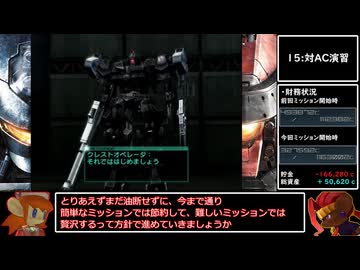 15:対AC演習
・財務状況
前回ミッション開始時
今回ミッション開始時
貯金 -166,280 c
総資産 + 50,620 c
クレストオペレータ:
それでははじめましょう
とりあえずまだ油断せずに、今まで通り
簡単なミッションでは節約して、難しいミッションでは
贅沢するって方針で進めていきましょうか